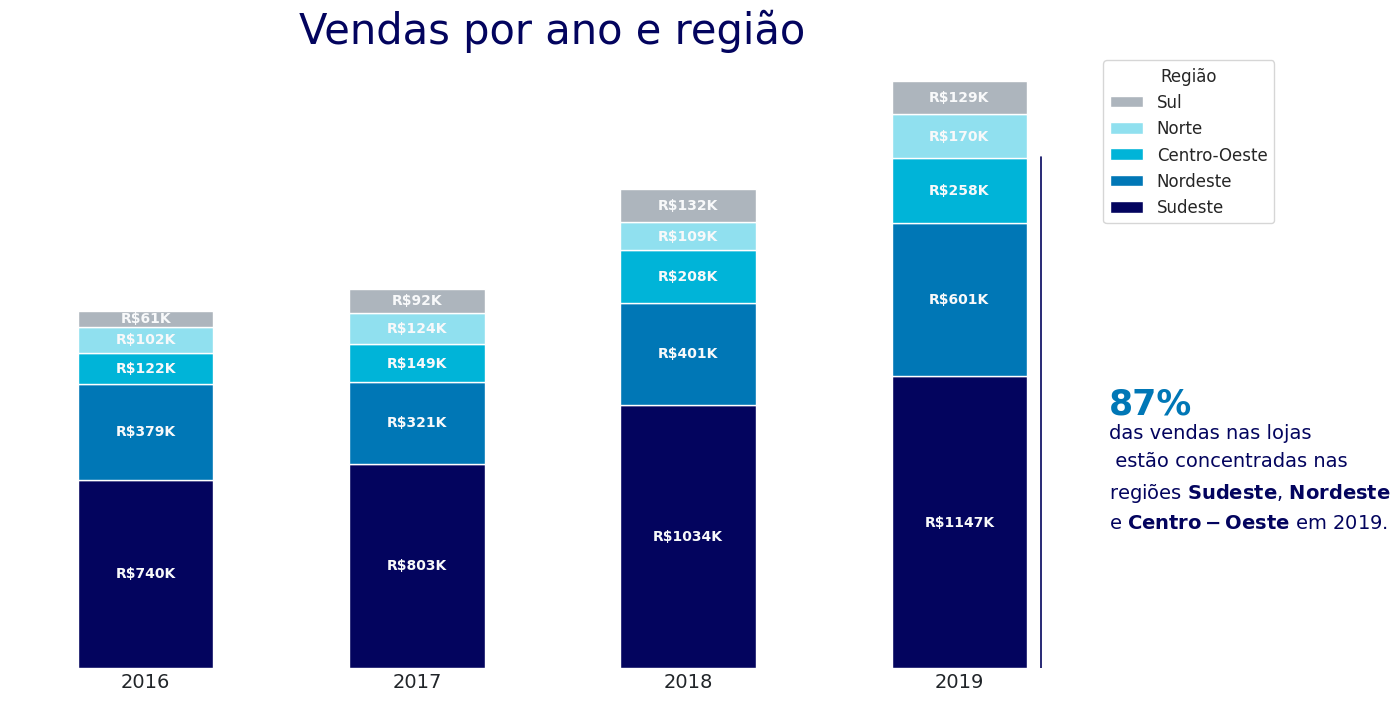 Vendas por ano e região
Região
Sul
Norte
Centro-Oeste
Nordeste
Sudeste
R$61K
R$102K
R$122K
R$379K
R$740K
2016
R$92K
R$124K
R$149K
R$321K
R$803K
2017
R$132K
R$109K
R$208K
R$401K
R$1034K
2018
R$129K
R$170K
R$258K
R$601K
R$1147K
2019
87%
das vendas nas lojas
estão concentradas nas
regiões Sudeste, Nordeste
e Centro−Oeste em 2019.